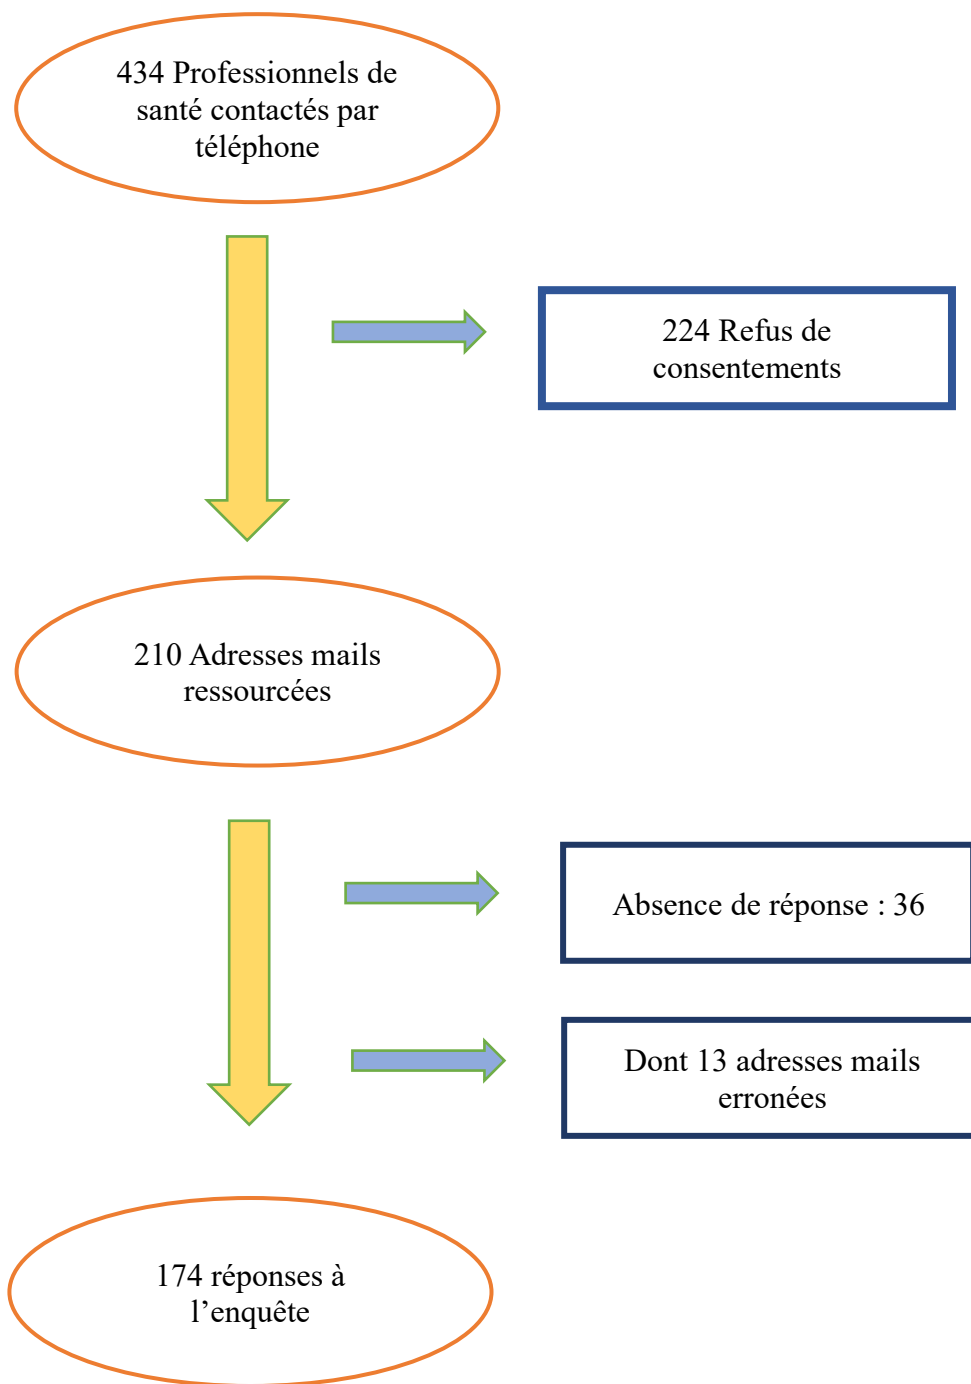 434 Professionnels de
santé contactés par
téléphone
224 Refus de
consentements
210 Adresses mails
ressourcées
Absence de réponse : 36
Dont 13 adresses mails
erronées
174 réponses à
l’enquête